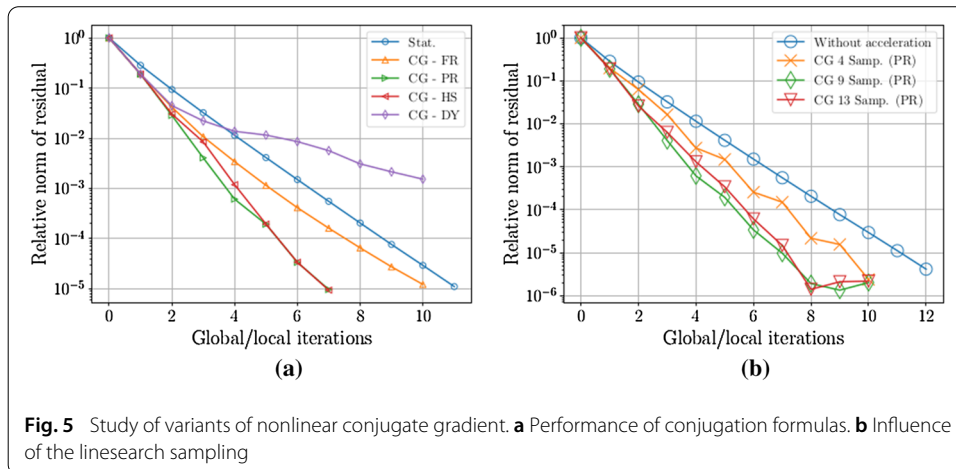 Relative norm of residual
10⁰
10⁻¹
10⁻²
10⁻³
10⁻⁴
10⁻⁵
0 2 4 6 8 10
Global/local iterations
Stat.
CG - FR
CG - PR
CG - HS
CG - DY
(a)
Relative norm of residual
10⁰
10⁻¹
10⁻²
10⁻³
10⁻⁴
10⁻⁵
10⁻⁶
0 2 4 6 8 10 12
Global/local iterations
Without acceleration
CG 4 Samp. (PR)
CG 9 Samp. (PR)
CG 13 Samp. (PR)
(b)
Fig. 5 Study of variants of nonlinear conjugate gradient. a Performance of conjugation formulas. b Influence
of the linesearch sampling